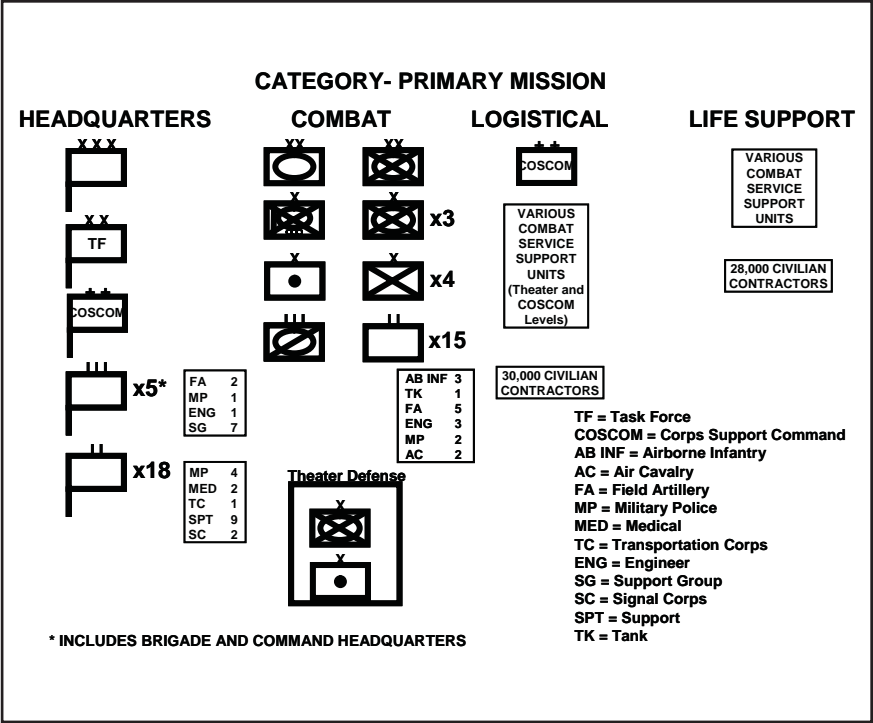 CATEGORY- PRIMARY MISSION
HEADQUARTERS
COMBAT
LOGISTICAL
LIFE SUPPORT
X X X
X X
TF
+ +
COSCOM
I I I
x5*
FA 2
MP 1
ENG 1
SG 7
I I
x18
MP 4
MED 2
TC 1
SPT 9
SC 2
XX
XX
X
X
x3
X
X
x4
I I I
I I
x15
AB INF 3
TK 1
FA 5
ENG 3
MP 2
AC 2
Theater Defense
X
X
+ +
COSCOM
VARIOUS
COMBAT
SERVICE
SUPPORT
UNITS
(Theater and
COSCOM
Levels)
30,000 CIVILIAN
CONTRACTORS
VARIOUS
COMBAT
SERVICE
SUPPORT
UNITS
28,000 CIVILIAN
CONTRACTORS
TF = Task Force
COSCOM = Corps Support Command
AB INF = Airborne Infantry
AC = Air Cavalry
FA = Field Artillery
MP = Military Police
MED = Medical
TC = Transportation Corps
ENG = Engineer
SG = Support Group
SC = Signal Corps
SPT = Support
TK = Tank
* INCLUDES BRIGADE AND COMMAND HEADQUARTERS